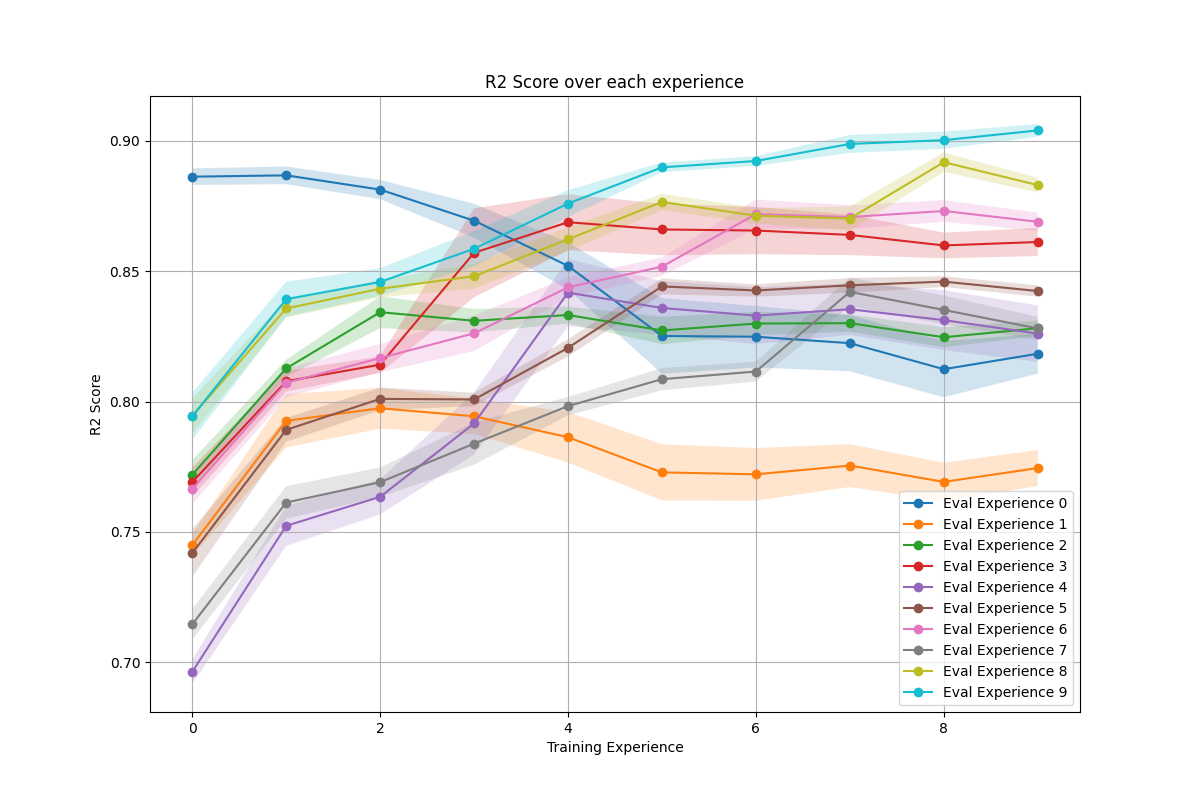 R2 Score over each experience
0.90
0.85
0.80
0.75
0.70
R2 Score
0 2 4 6 8
Training Experience
Eval Experience 0
Eval Experience 1
Eval Experience 2
Eval Experience 3
Eval Experience 4
Eval Experience 5
Eval Experience 6
Eval Experience 7
Eval Experience 8
Eval Experience 9